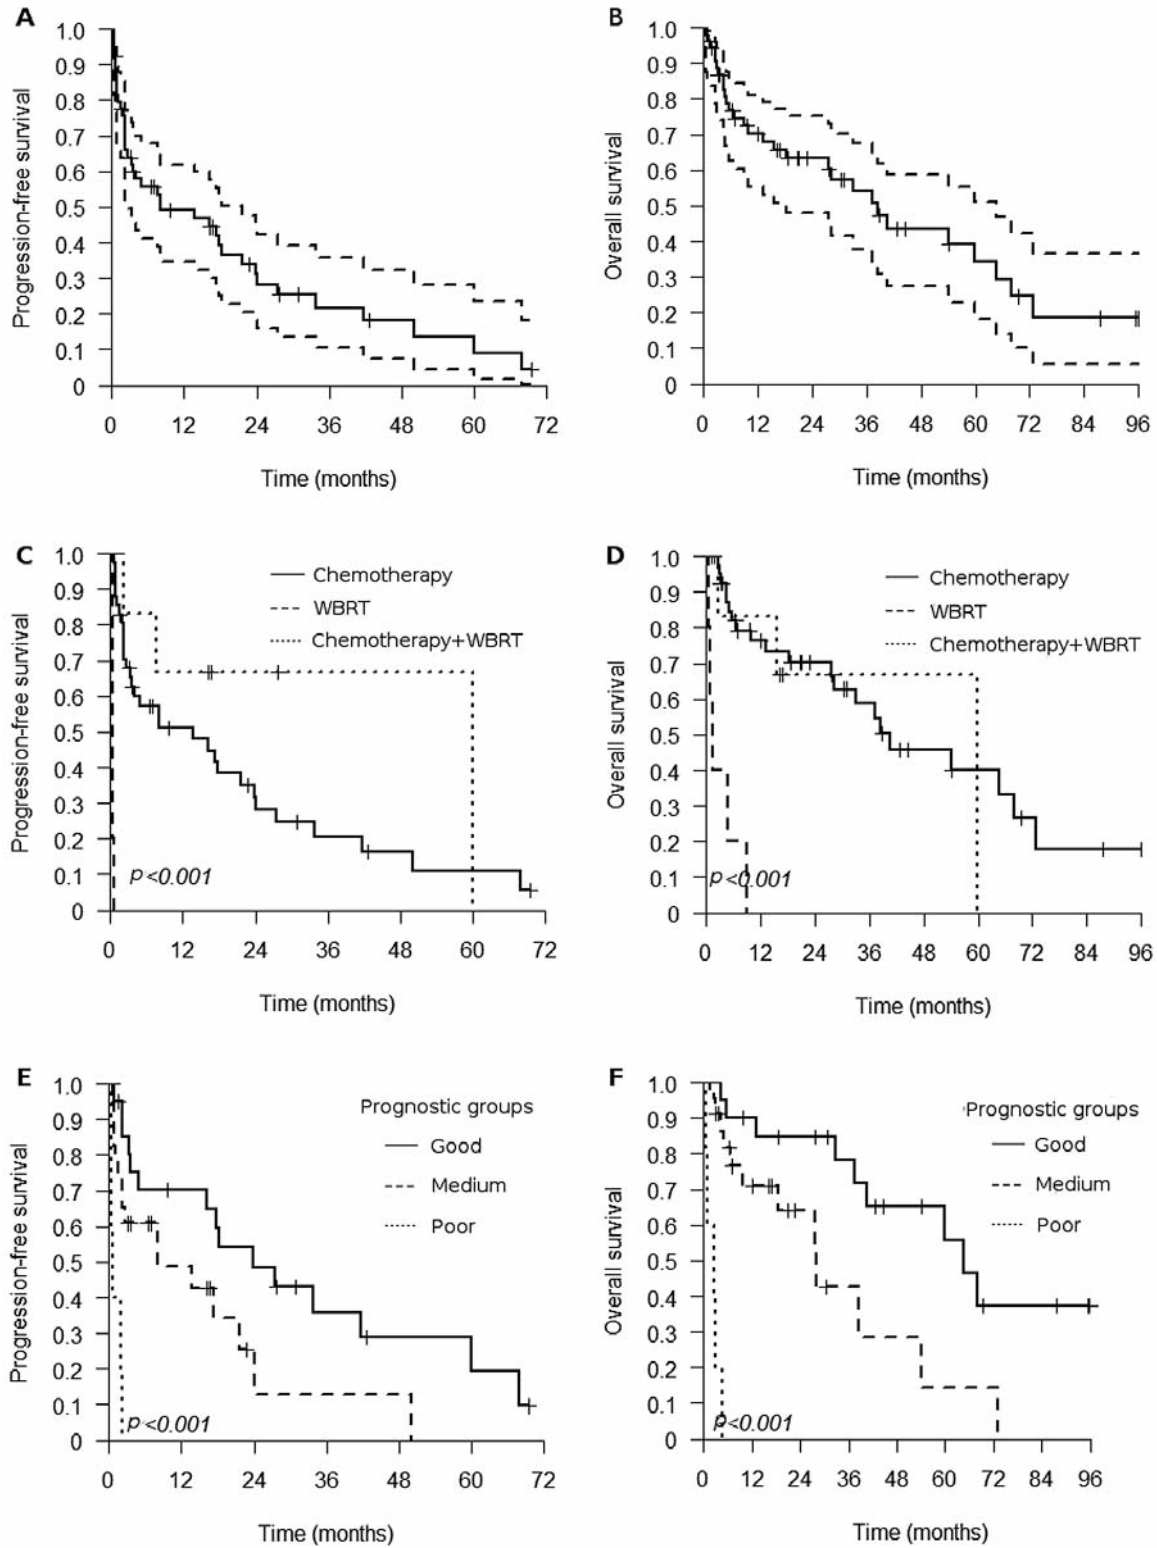 A
Progression-free survival
1.0
0.9
0.8
0.7
0.6
0.5
0.4
0.3
0.2
0.1
0
0 12 24 36 48 60 72
Time (months)
B
Overall survival
1.0
0.9
0.8
0.7
0.6
0.5
0.4
0.3
0.2
0.1
0
0 12 24 36 48 60 72 84 96
Time (months)
C
Progression-free survival
1.0
0.9
0.8
0.7
0.6
0.5
0.4
0.3
0.2
0.1
0
Chemotherapy
WBRT
Chemotherapy+WBRT
p<0.001
0 12 24 36 48 60 72
Time (months)
D
Overall survival
1.0
0.9
0.8
0.7
0.6
0.5
0.4
0.3
0.2
0.1
0
Chemotherapy
WBRT
Chemotherapy+WBRT
p<0.001
0 12 24 36 48 60 72 84 96
Time (months)
E
Progression-free survival
1.0
0.9
0.8
0.7
0.6
0.5
0.4
0.3
0.2
0.1
0
Prognostic groups
Good
Medium
Poor
p<0.001
0 12 24 36 48 60 72
Time (months)
F
Overall survival
1.0
0.9
0.8
0.7
0.6
0.5
0.4
0.3
0.2
0.1
0
Prognostic groups
Good
Medium
Poor
p<0.001
0 12 24 36 48 60 72 84 96
Time (months)